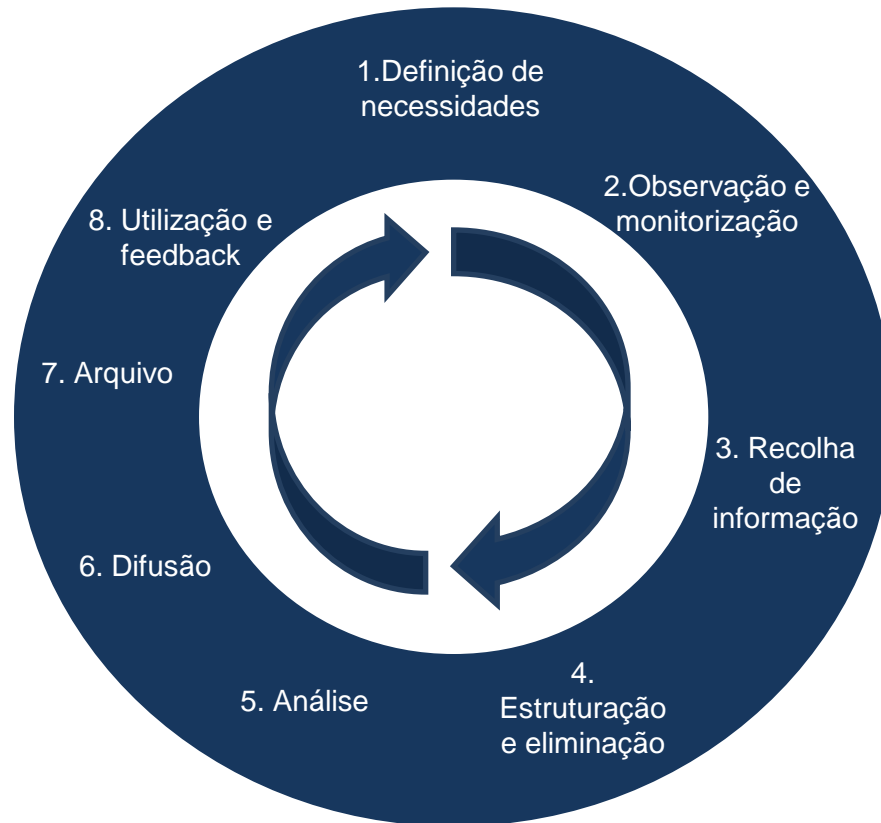 1.Definição de
necessidades
2.Observação e
monitorização
3. Recolha
de
informação
4.
Estruturação
e eliminação
5. Análise
6. Difusão
7. Arquivo
8. Utilização e
feedback